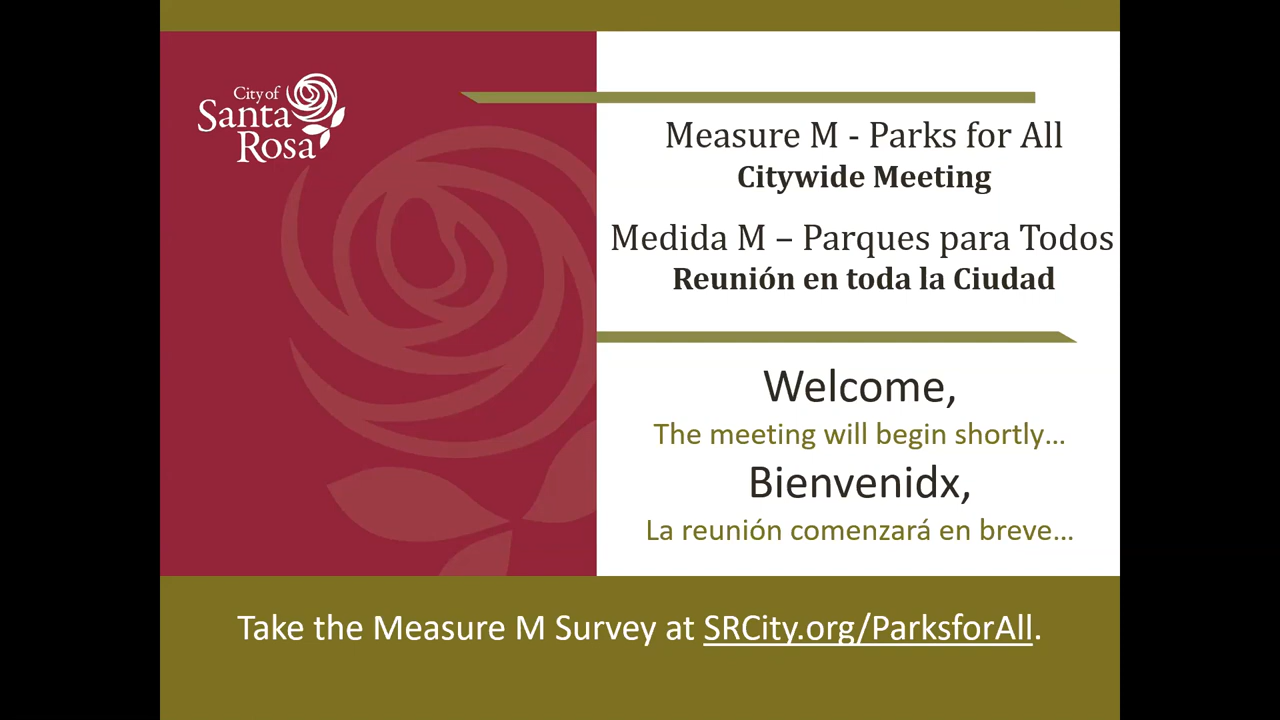 City of
Santa
Rosa
Measure M - Parks for All
Citywide Meeting
Medida M – Parques para Todos
Reunión en toda la Ciudad
Welcome,
The meeting will begin shortly…
Bienvenidx,
La reunión comenzará en breve…
Take the Measure M Survey at SRCity.org/ParksforAll.